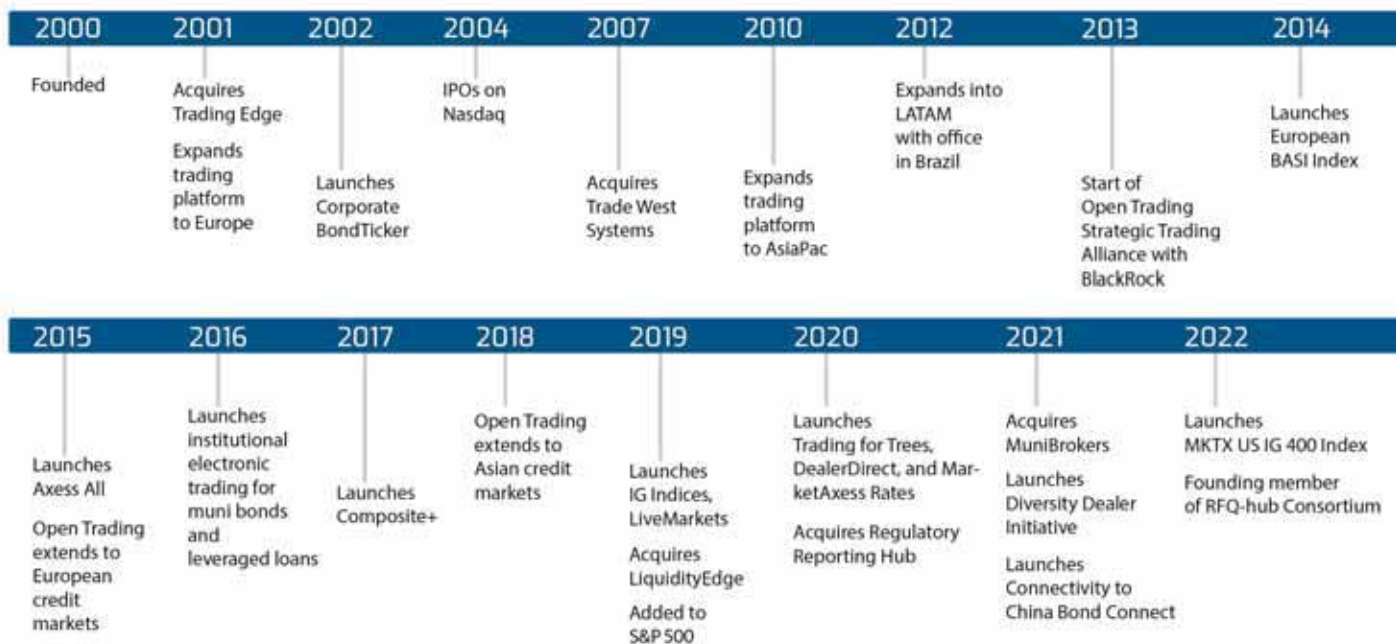 2000 2001 2002 2004 2007 2010 2012 2013 2014
Founded
Acquires
Trading Edge
Expands
trading
platform
to Europe
Launches
Corporate
BondTicker
IPOs on
Nasdaq
Acquires
Trade West
Systems
Expands
trading
platform
to AsiaPac
Expands into
LATAM
with office
in Brazil
Start of
Open Trading
Strategic Trading
Alliance with
BlackRock
Launches
European
BASI Index
2015 2016 2017 2018 2019 2020 2021 2022
Launches
Axess All
Open Trading
extends to
European
credit
markets
Launches
institutional
electronic
trading for
muni bonds
and
leveraged loans
Launches
Composite+
Open Trading
extends to
Asian credit
markets
Launches
IG Indices,
LiveMarkets
Acquires
LiquidityEdge
Added to
S&P 500
Launches
Trading for Trees,
DealerDirect, and Mar-
ketAxess Rates
Acquires Regulatory
Reporting Hub
Acquires
MuniBrokers
Launches
Diversity Dealer
Initiative
Launches
Connectivity to
China Bond Connect
Launches
MKTX US IG 400 Index
Founding member
of RFQ-hub Consortium